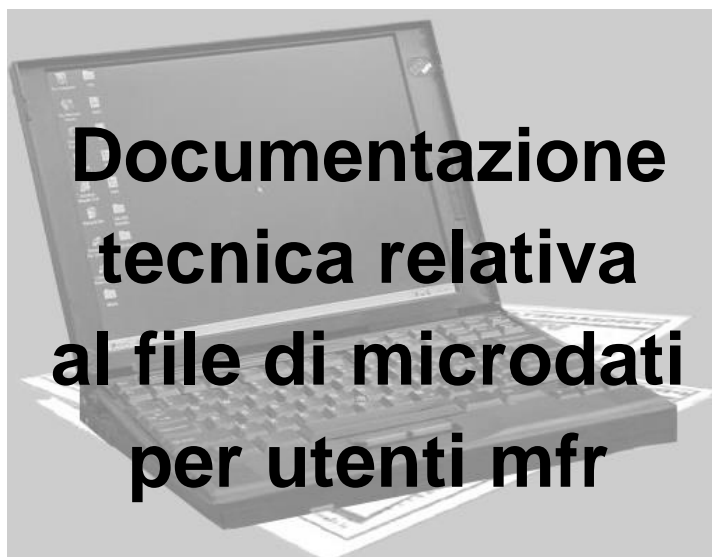 Documentazione
tecnica relativa
al file di microdati
per utenti mfr